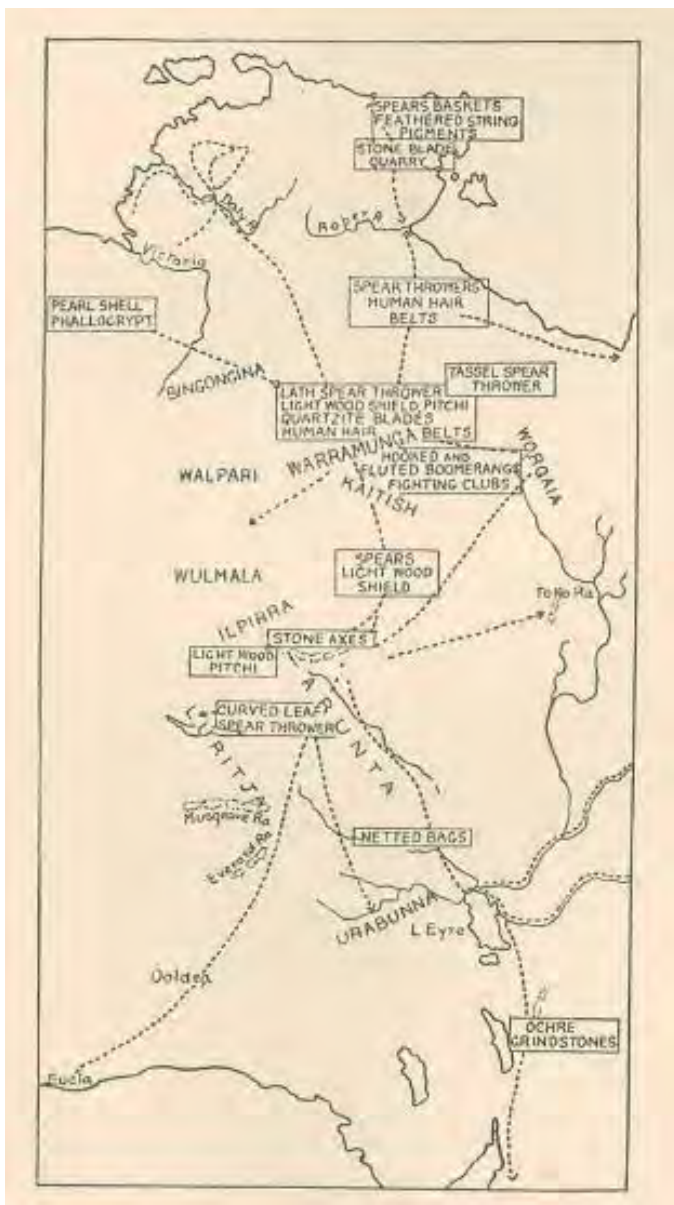 SPEARS BASKETS
FEATHERED STRING
PIGMENTS
STONE BLADE
QUARRY
Daly R
Roper R
Victoria
SPEAR THROWERS
HUMAN HAIR
BELTS
PEARL SHELL
PHALLOCRYPT.
BINGONGINA
TASSEL SPEAR
THROWER
LATH SPEAR THROWER
LIGHT WOOD SHIELD PITCHI
QUARTZITE BLADES
HUMAN HAIR BELTS
WARRAMUNGA
WORGAIA
HOOKED AND
FLUTED BOOMERANGS
FIGHTING CLUBS
WALPARI
KAITISH
WULMALA
SPEARS
LIGHT WOOD
SHIELD
ToKo Ra
ILPIRRA
STONE AXES
LIGHT WOOD
PITCHI
ARUNTA
CURVED LEAF
SPEAR THROWER
Musgrave Ra
Everard Ra
NETTED BAGS
URABUNNA
L Eyre
Ooldea
OCHRE
GRINDSTONES
Eucla